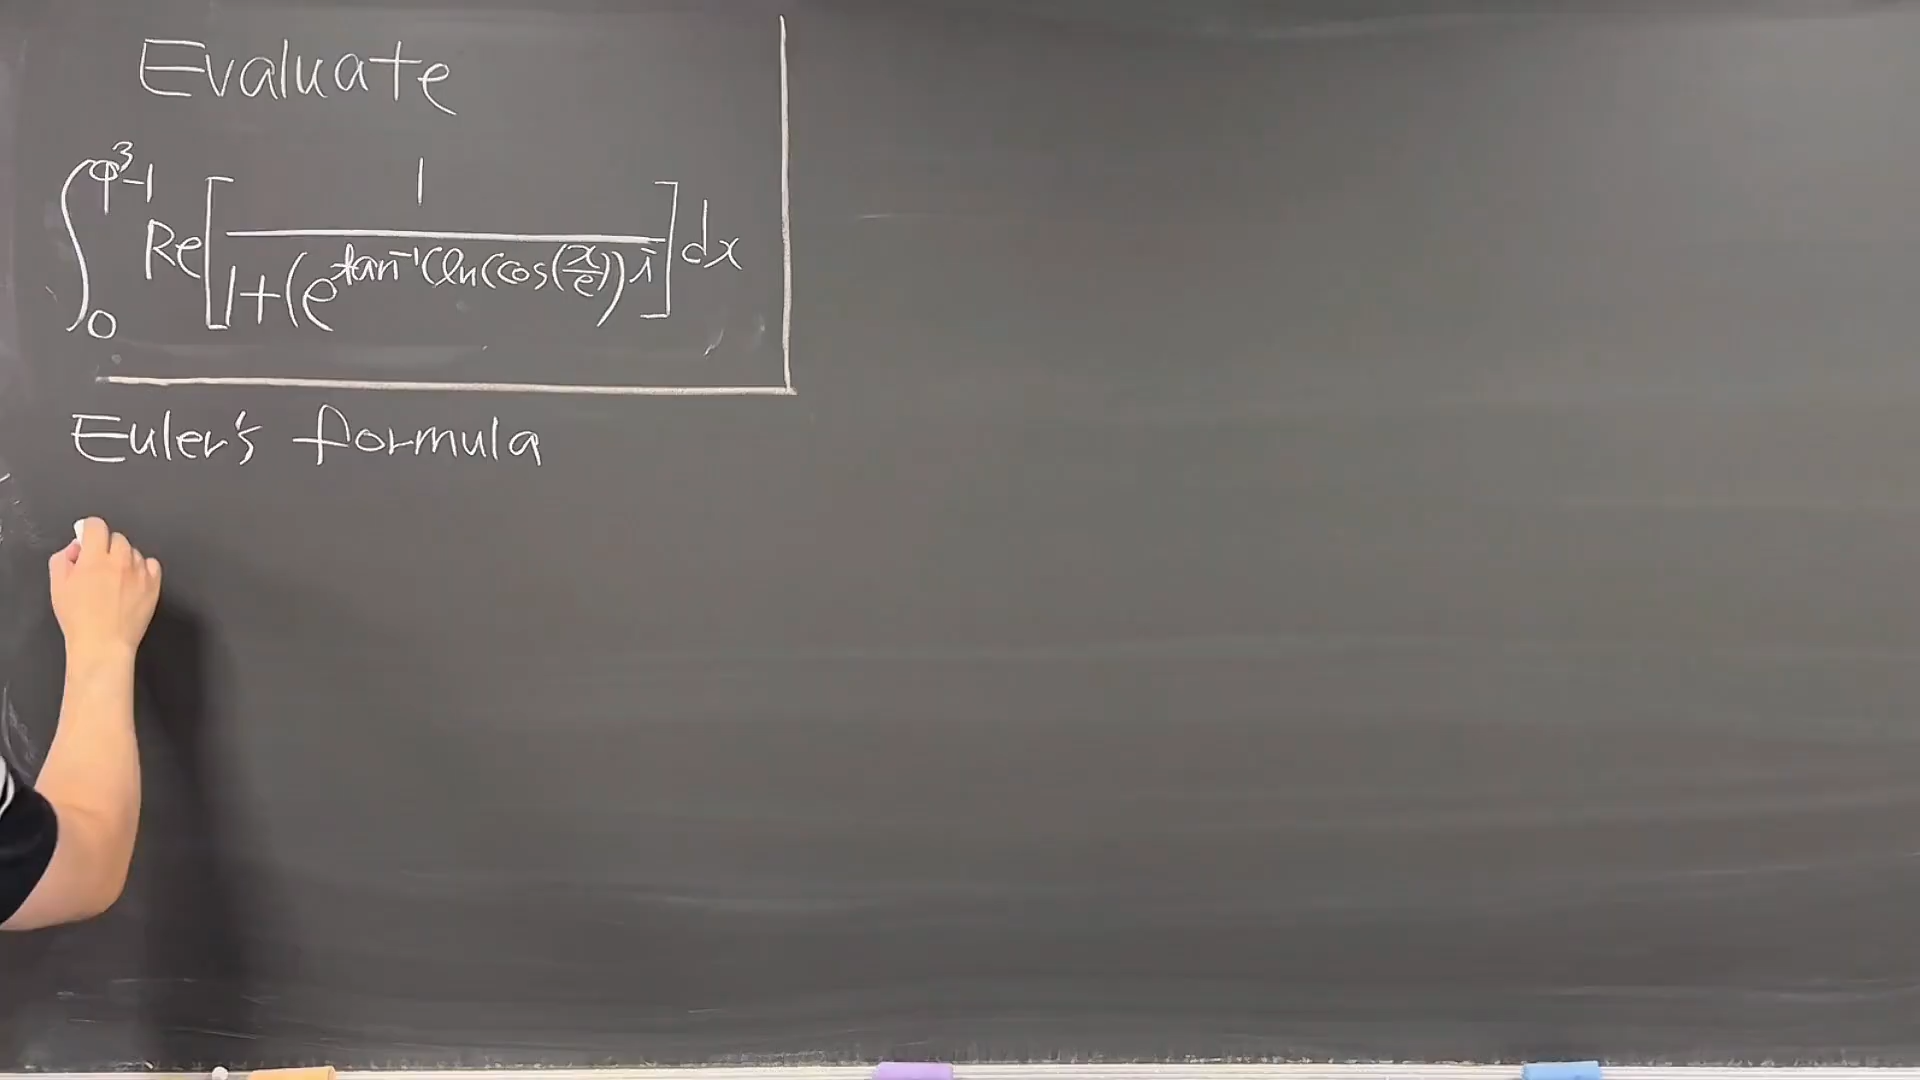 Evaluate
∫₀^(φ³-1) Re[1/(1+(e^(tan⁻¹(ln(cos(x/e)))^i)] dx
Euler's formula